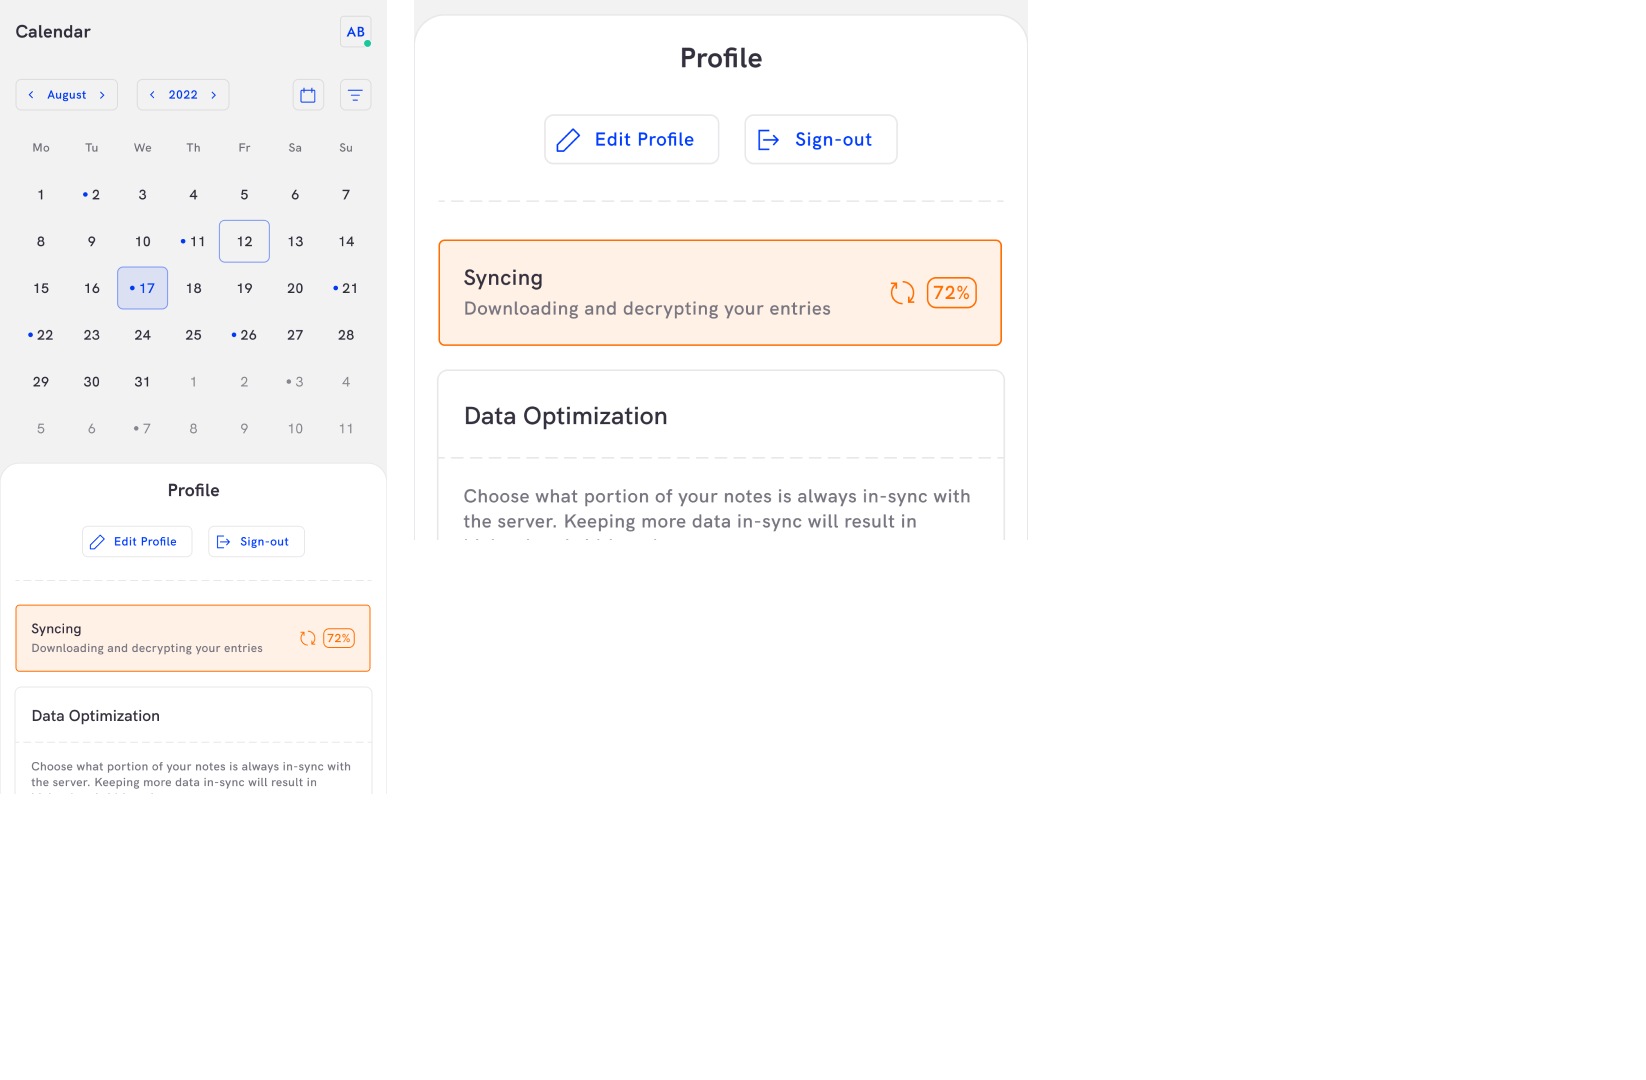 Calendar
AB
August
2022
Mo Tu We Th Fr Sa Su
1 2 3 4 5 6 7
8 9 10 11 12 13 14
15 16 17 18 19 20 21
22 23 24 25 26 27 28
29 30 31 1 2 3 4
5 6 7 8 9 10 11
Profile
Edit Profile Sign-out
Syncing
Downloading and decrypting your entries
72%
Data Optimization
Choose what portion of your notes is always in-sync with
the server. Keeping more data in-sync will result in
Profile
Edit Profile Sign-out
Syncing
Downloading and decrypting your entries
72%
Data Optimization
Choose what portion of your notes is always in-sync with
the server. Keeping more data in-sync will result in